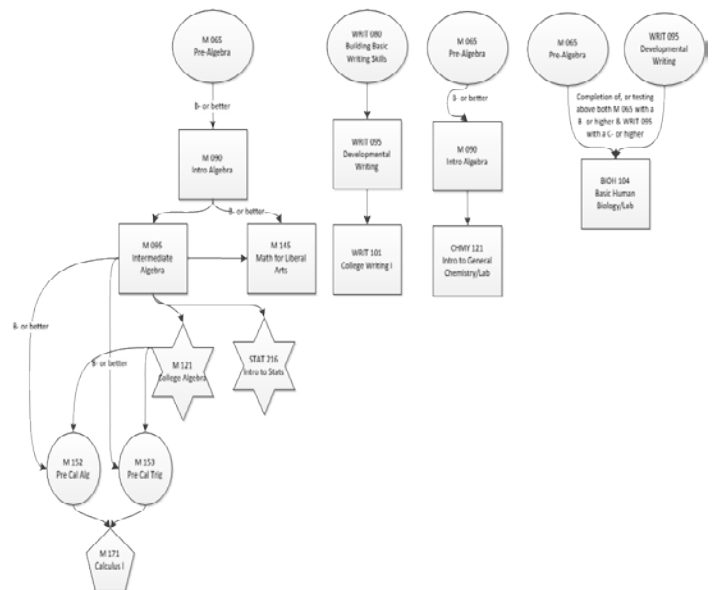 M 065
Pre-Algebra
WRIT 080
Building Basic
Writing Skills
M 065
Pre-Algebra
M 065
Pre-Algebra
WRIT 095
Developmental
Writing
B- or better
B- or better
Completion of, or testing
above both M 065 with a
B- or higher & WRIT 095
with a C- or higher
M 090
Intro Algebra
WRIT 095
Developmental
Writing
M 090
Intro Algebra
BIOH 104
Basic Human
Biology/Lab
B- or better
M 095
Intermediate
Algebra
M 145
Math for Liberal
Arts
WRIT 101
College Writing I
CHMY 121
Intro to General
Chemistry/Lab
B- or better
B- or better
M 121
College Algebra
STAT 216
Intro to Stats
M 152
Pre Cal Alg
M 153
Pre Cal Trig
M 171
Calculus I